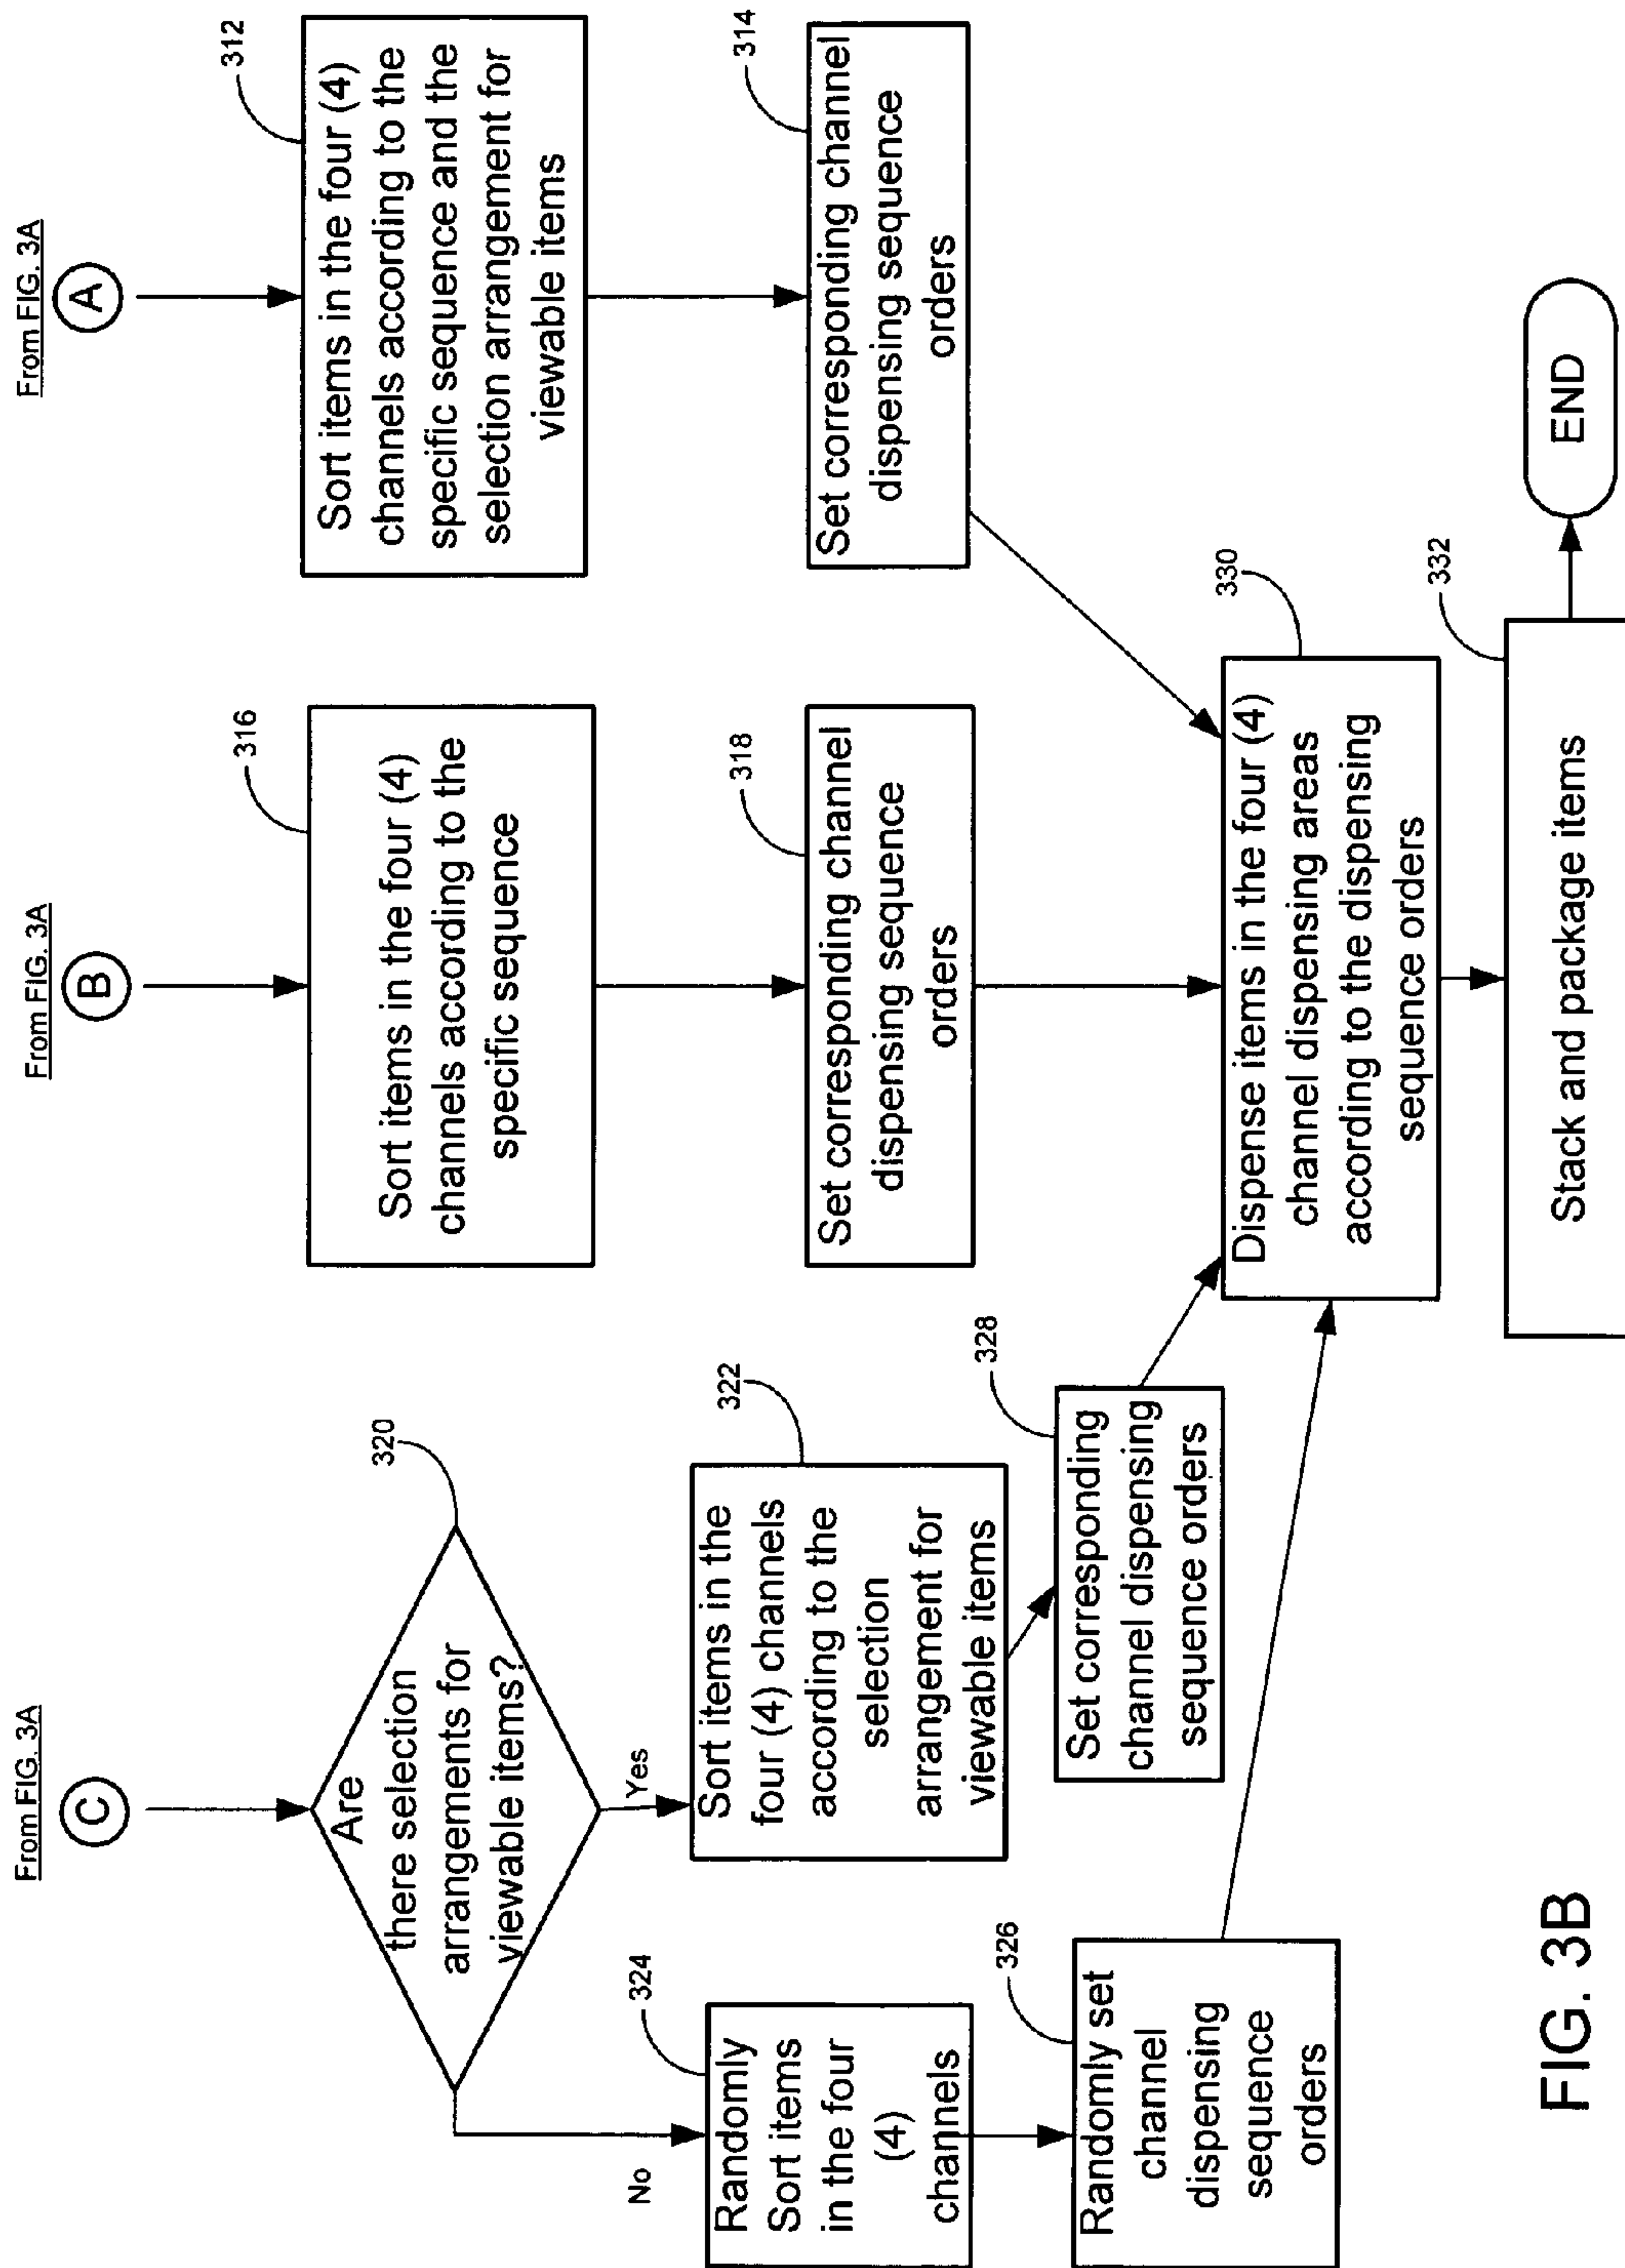 From FIG. 3A
C
From FIG. 3A
B
From FIG. 3A
A
320
Are
there selection
arrangements for
viewable items?
No
Yes
324
Randomly
Sort items
in the four
(4)
channels
326
Randomly set
channel
dispensing
sequence
orders
322
Sort items in the
four (4) channels
according to the
selection
arrangement for
viewable items
328
Set corresponding
channel dispensing
sequence orders
316
Sort items in the four (4)
channels according to the
specific sequence
318
Set corresponding channel
dispensing sequence
orders
312
Sort items in the four (4)
channels according to the
specific sequence and the
selection arrangement for
viewable items
314
Set corresponding channel
dispensing sequence
orders
330
Dispense items in the four (4)
channel dispensing areas
according to the dispensing
sequence orders
332
Stack and package items
END
FIG. 3B